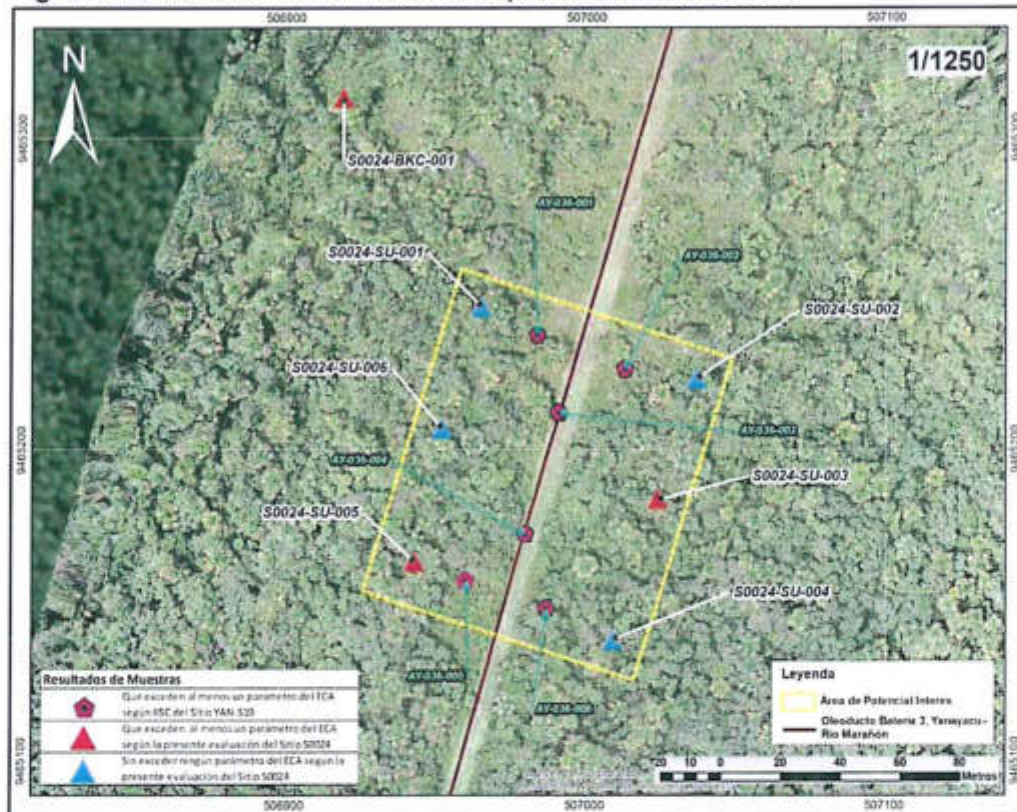 506900
507000
507100
1/1250
N
9465300
9465300
S0024-BKC-001
AY-036-001
S0024-SU-001
AY-036-002
S0024-SU-002
S0024-SU-006
9465200
9465200
AY-036-003
AY-036-004
S0024-SU-003
S0024-SU-005
S0024-SU-004
AY-036-005
AY-036-006
Resultados de Muestras
Que exceden al menos un parámetro del ECA
según IISC del Sitio YAN-S10
Que exceden al menos un parámetro del ECA
según la presente evaluación del Sitio S0024
Sin exceder ningún parámetro del ECA según la
presente evaluación del Sitio S0024
Leyenda
Área de Potencial Interes
Oleoducto Batería 3, Yanayacu-
Río Marañón
20 10 0 20 40 60 80
Metros
9465100
9465100
506900
507000
507100